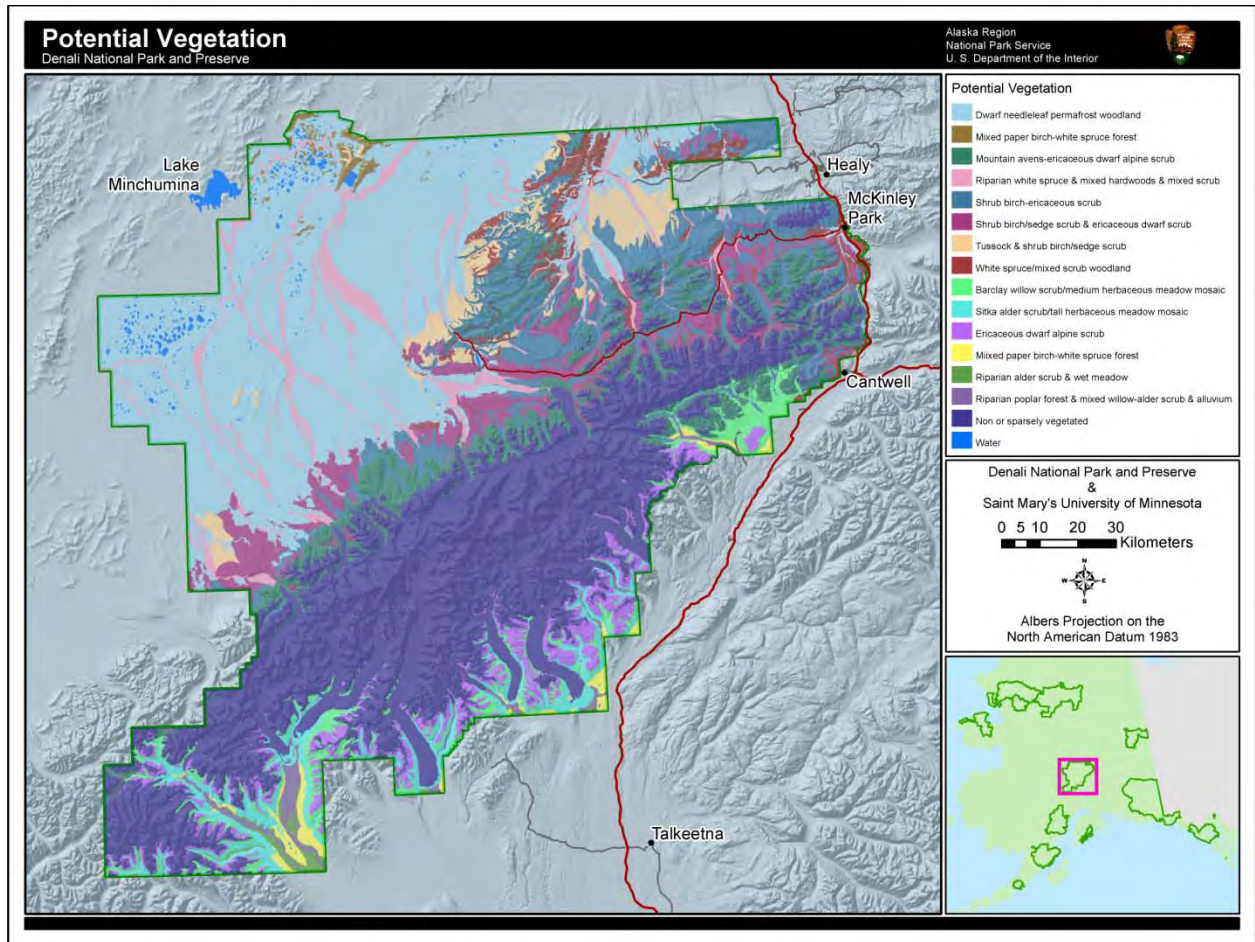 Potential Vegetation
Denali National Park and Preserve
Alaska Region
National Park Service
U. S. Department of the Interior
Lake
Minchumina
Healy
McKinley
Park
Cantwell
Talkeetna
Potential Vegetation
Dwarf needleleaf permafrost woodland
Mixed paper birch-white spruce forest
Mountain avens-ericaceous dwarf alpine scrub
Riparian white spruce & mixed hardwoods & mixed scrub
Shrub birch-ericaceous scrub
Shrub birch/sedge scrub & ericaceous dwarf scrub
Tussock & shrub birch/sedge scrub
White spruce/mixed scrub woodland
Barclay willow scrub/medium herbaceous meadow mosaic
Sitka alder scrub/tall herbaceous meadow mosaic
Ericaceous dwarf alpine scrub
Miixed paper birch-white spruce forest
Riparian alder scrub & wet meadow
Riparian poplar forest & mixed willow-alder scrub & alluvium
Non or sparsely vegetated
Water
Denali National Park and Preserve
&
Saint Mary's University of Minnesota
0 5 10 20 30
Kilometers
N
W E
S
Albers Projection on the
North American Datum 1983